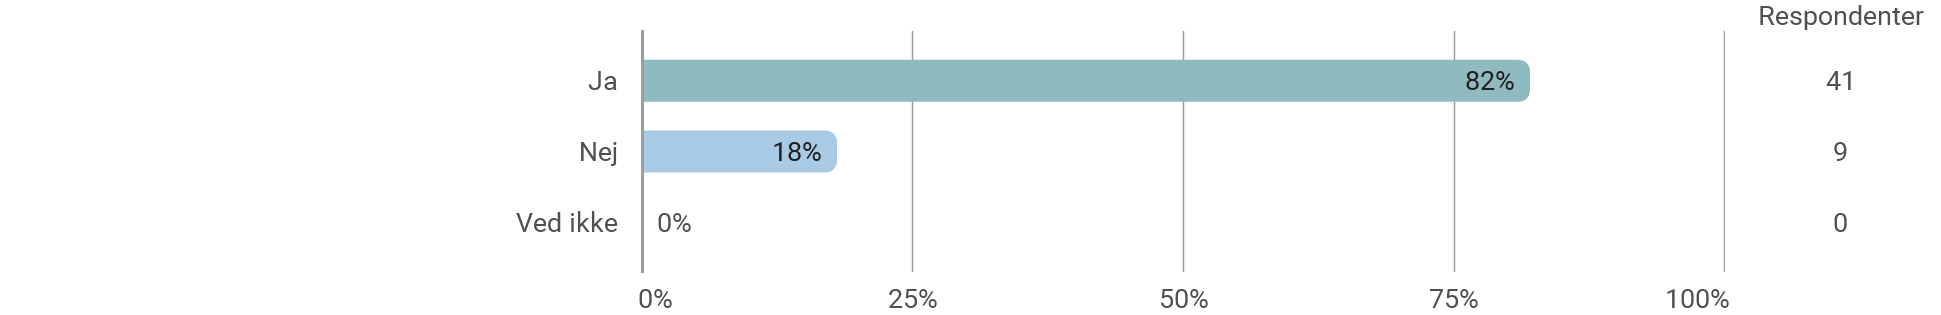 Respondenter
Ja 82% 41
Nej 18% 9
Ved ikke 0% 0
0% 25% 50% 75% 100%